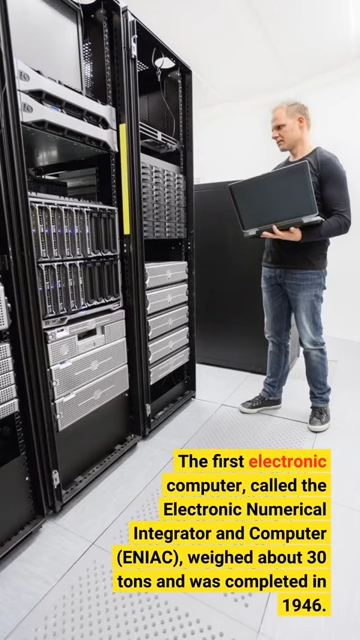 The first electronic
computer, called the
Electronic Numerical
Integrator and Computer
(ENIAC), weighed about 30
tons and was completed in
1946.